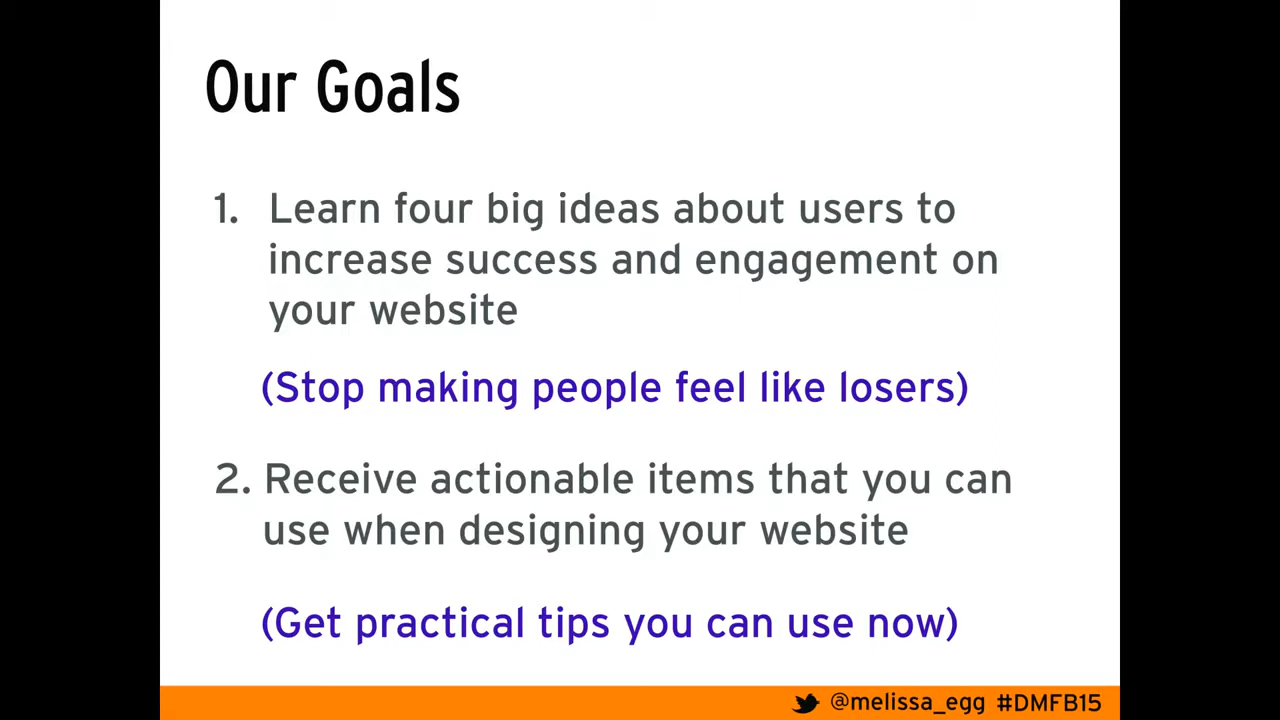 Our Goals
1. Learn four big ideas about users to
increase success and engagement on
your website
(Stop making people feel like losers)
2. Receive actionable items that you can
use when designing your website
(Get practical tips you can use now)
@melissa_egg #DMFB15